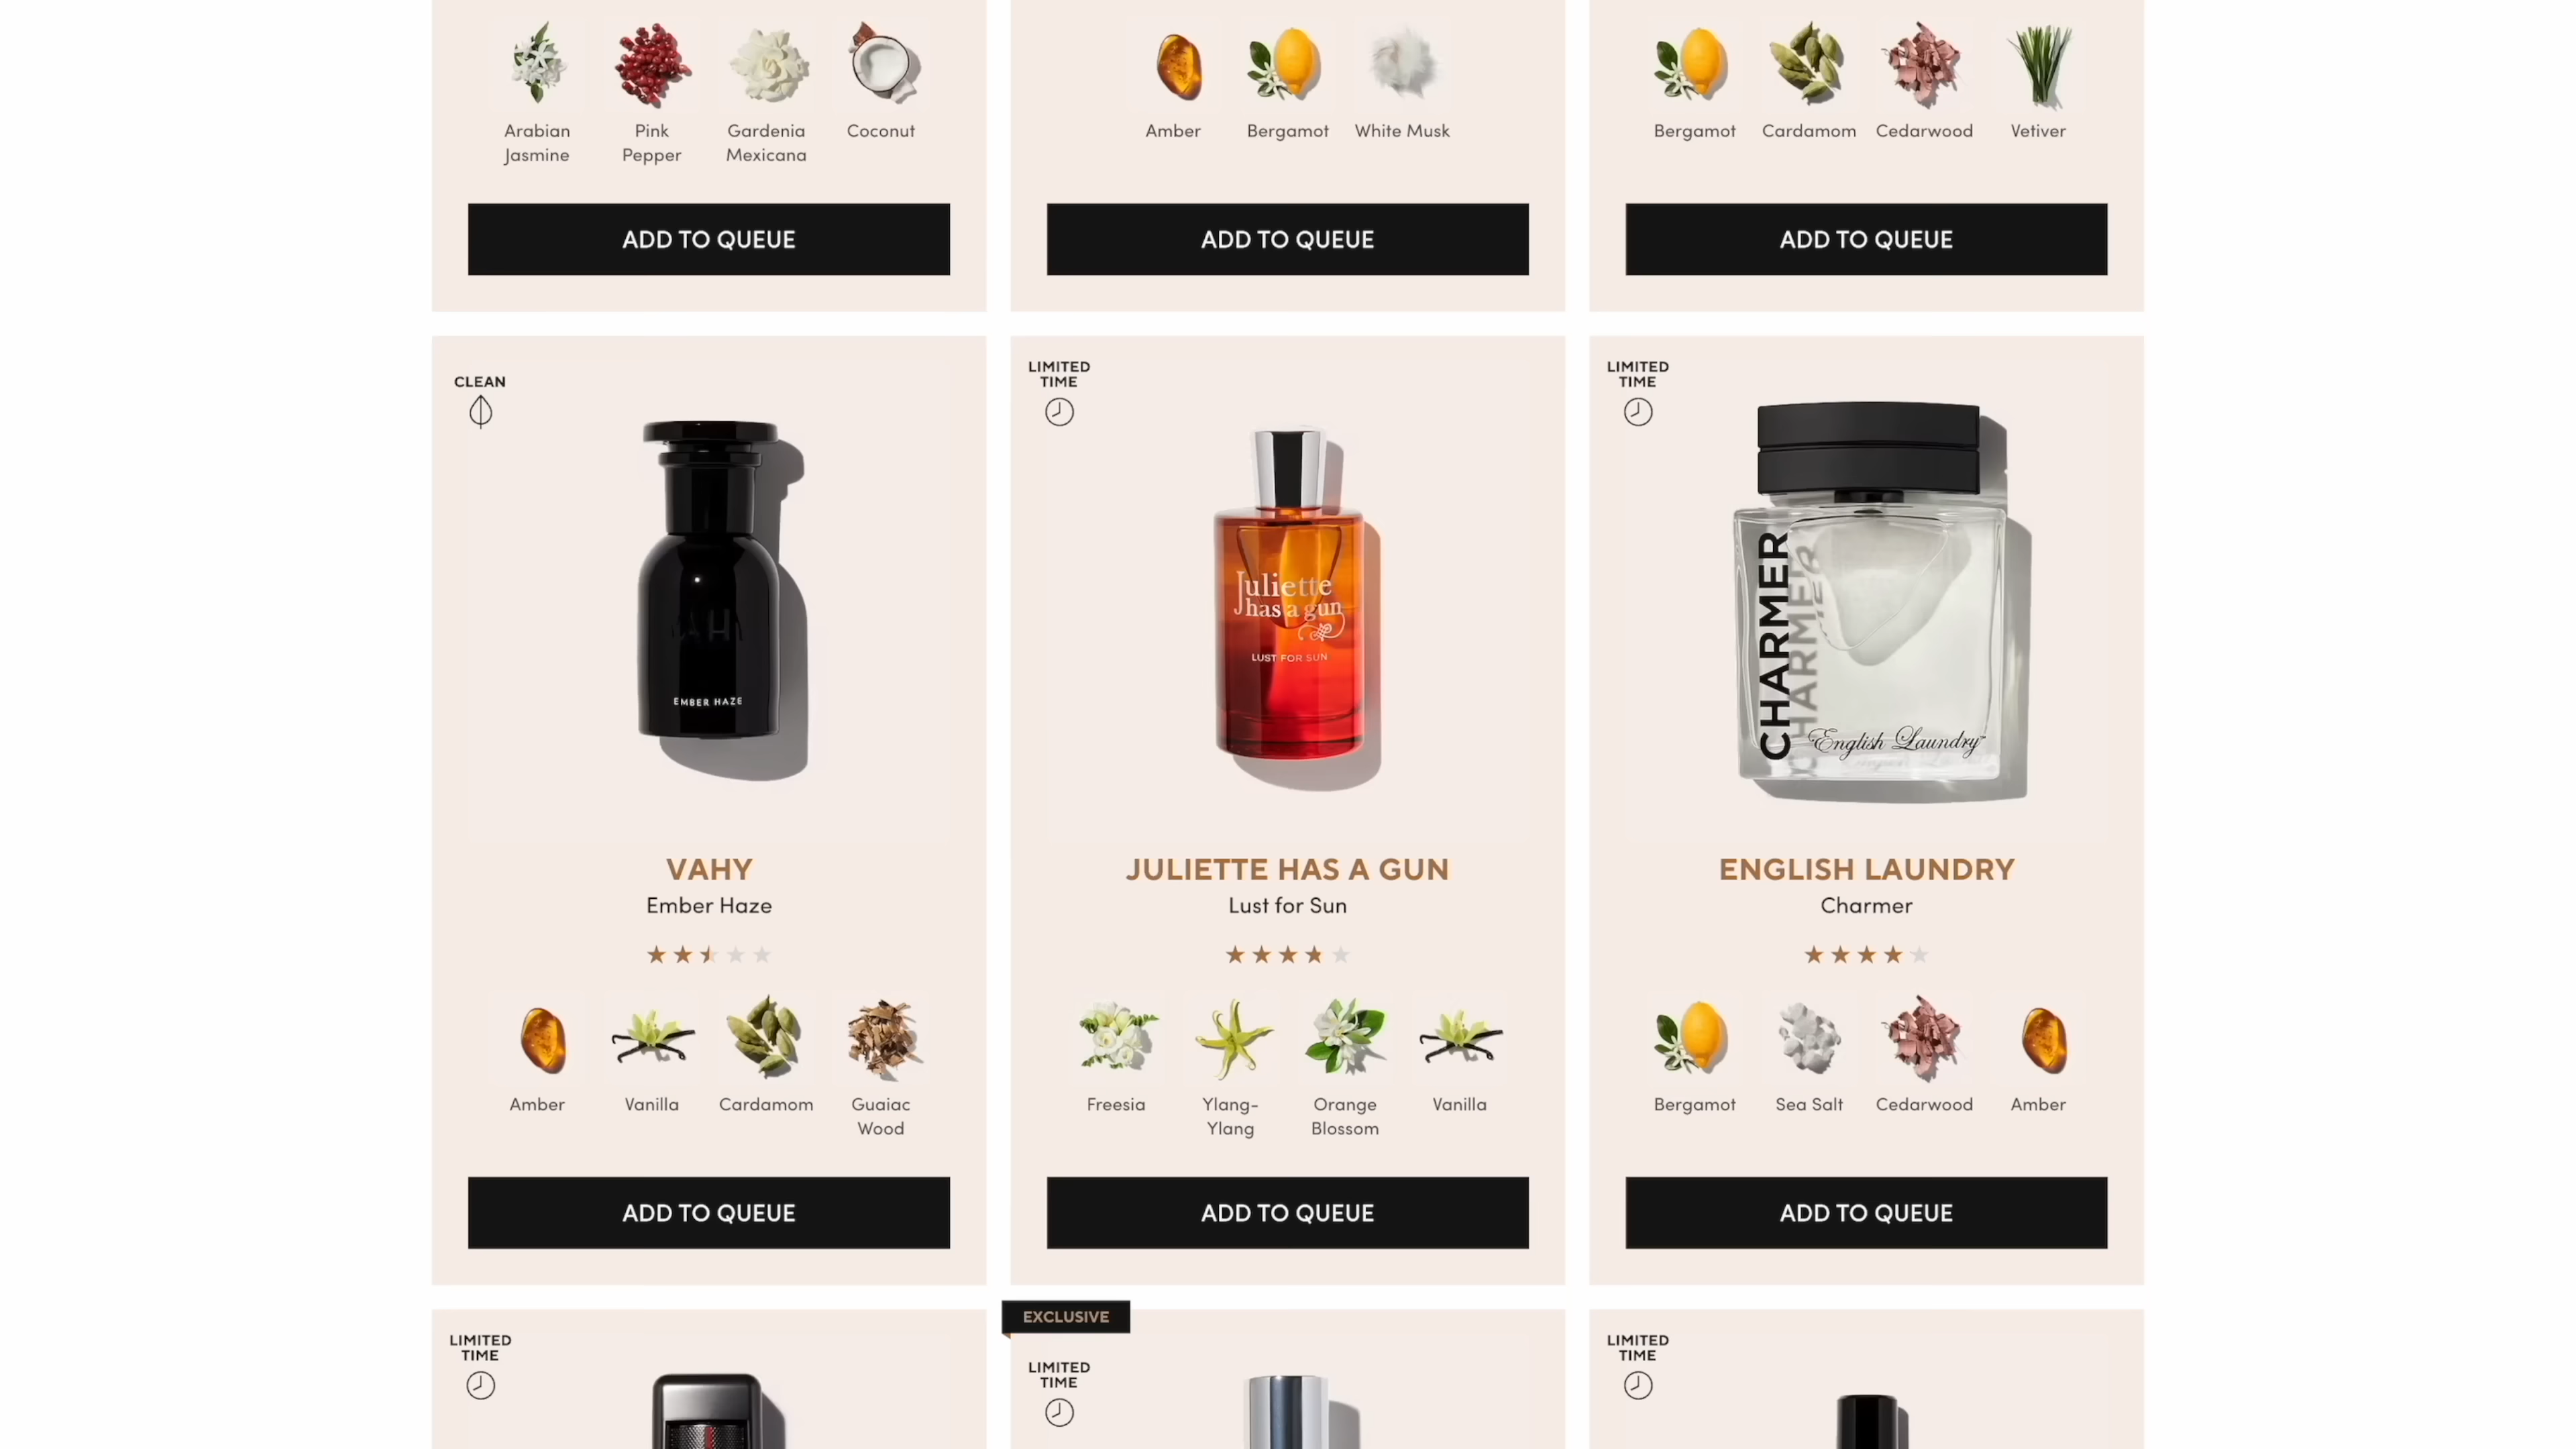 Arabian
Jasmine
Pink
Pepper
Gardenia
Mexicana
Coconut
Amber
Bergamot
White Musk
Bergamot
Cardamom
Cedarwood
Vetiver
ADD TO QUEUE
ADD TO QUEUE
ADD TO QUEUE
CLEAN
EMBER HAZE
VAHY
Ember Haze
Amber
Vanilla
Cardamom
Guaiac
Wood
ADD TO QUEUE
LIMITED
TIME
Juliette
has a gun
LUST FOR SUN
JULIETTE HAS A GUN
Lust for Sun
Freesia
Ylang-
Ylang
Orange
Blossom
Vanilla
ADD TO QUEUE
LIMITED
TIME
CHARMER
English Laundry
ENGLISH LAUNDRY
Charmer
Bergamot
Sea Salt
Cedarwood
Amber
ADD TO QUEUE
LIMITED
TIME
EXCLUSIVE
LIMITED
TIME
LIMITED
TIME